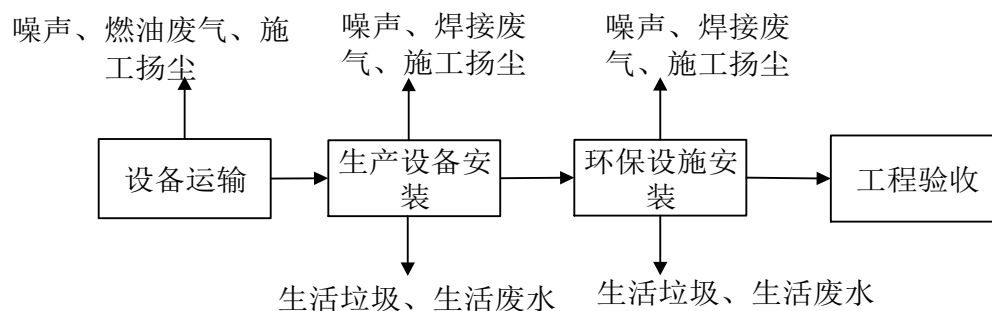 噪声、燃油废气、施
工扬尘
噪声、焊接废
气、施工扬尘
噪声、焊接废
气、施工扬尘
设备运输
生产设备安
装
环保设施安
装
工程验收
生活垃圾、生活废水
生活垃圾、生活废水